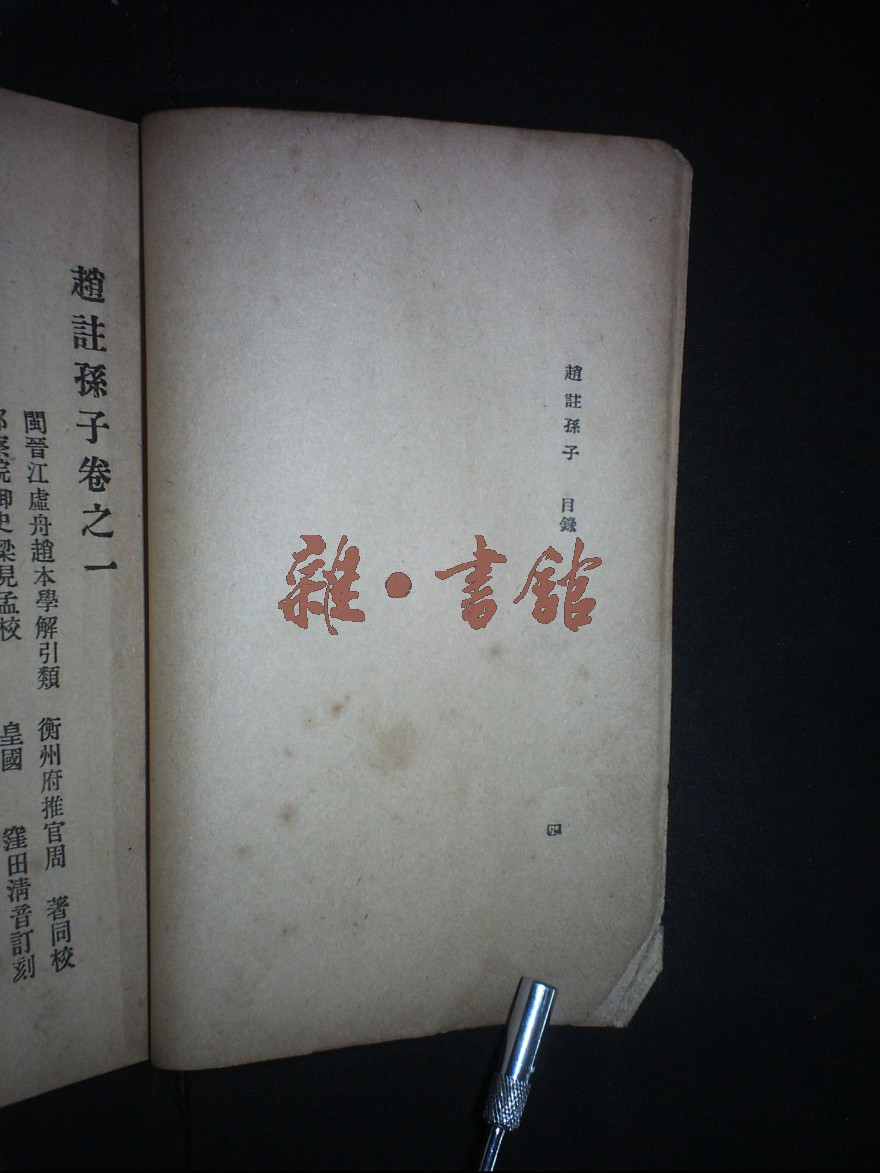 趙註孫子 目錄
雜·書館
趙註孫子卷之一
閩晉江虛舟趙本學解引類 衡州府推官周 著同校
察院御史梁見孟校 皇國 窪田淸音訂刻